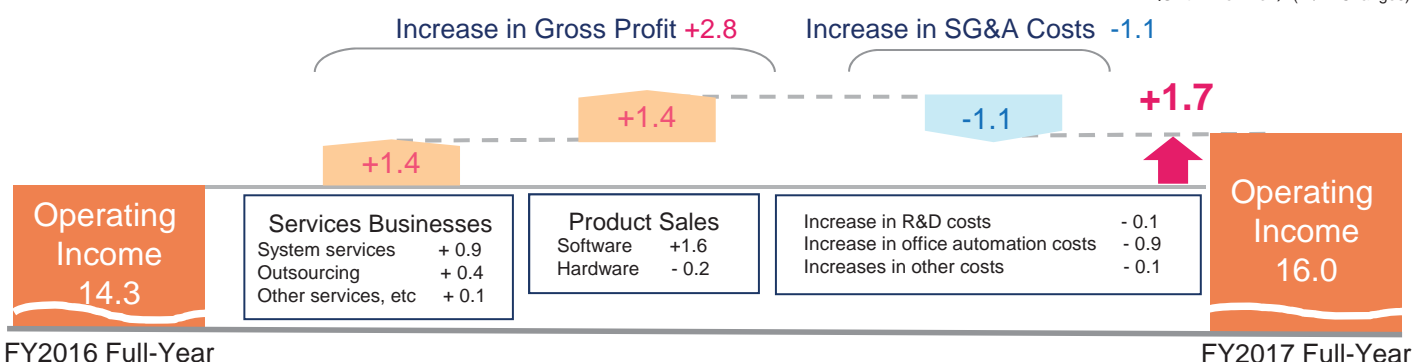 Increase in Gross Profit +2.8
Increase in SG&A Costs -1.1
+1.4
+1.4
-1.1
+1.7
Operating
Income
14.3
Services Businesses
System services + 0.9
Outsourcing + 0.4
Other services, etc + 0.1
Product Sales
Software +1.6
Hardware - 0.2
Increase in R&D costs - 0.1
Increase in office automation costs - 0.9
Increases in other costs - 0.1
Operating
Income
16.0
FY2016 Full-Year
FY2017 Full-Year